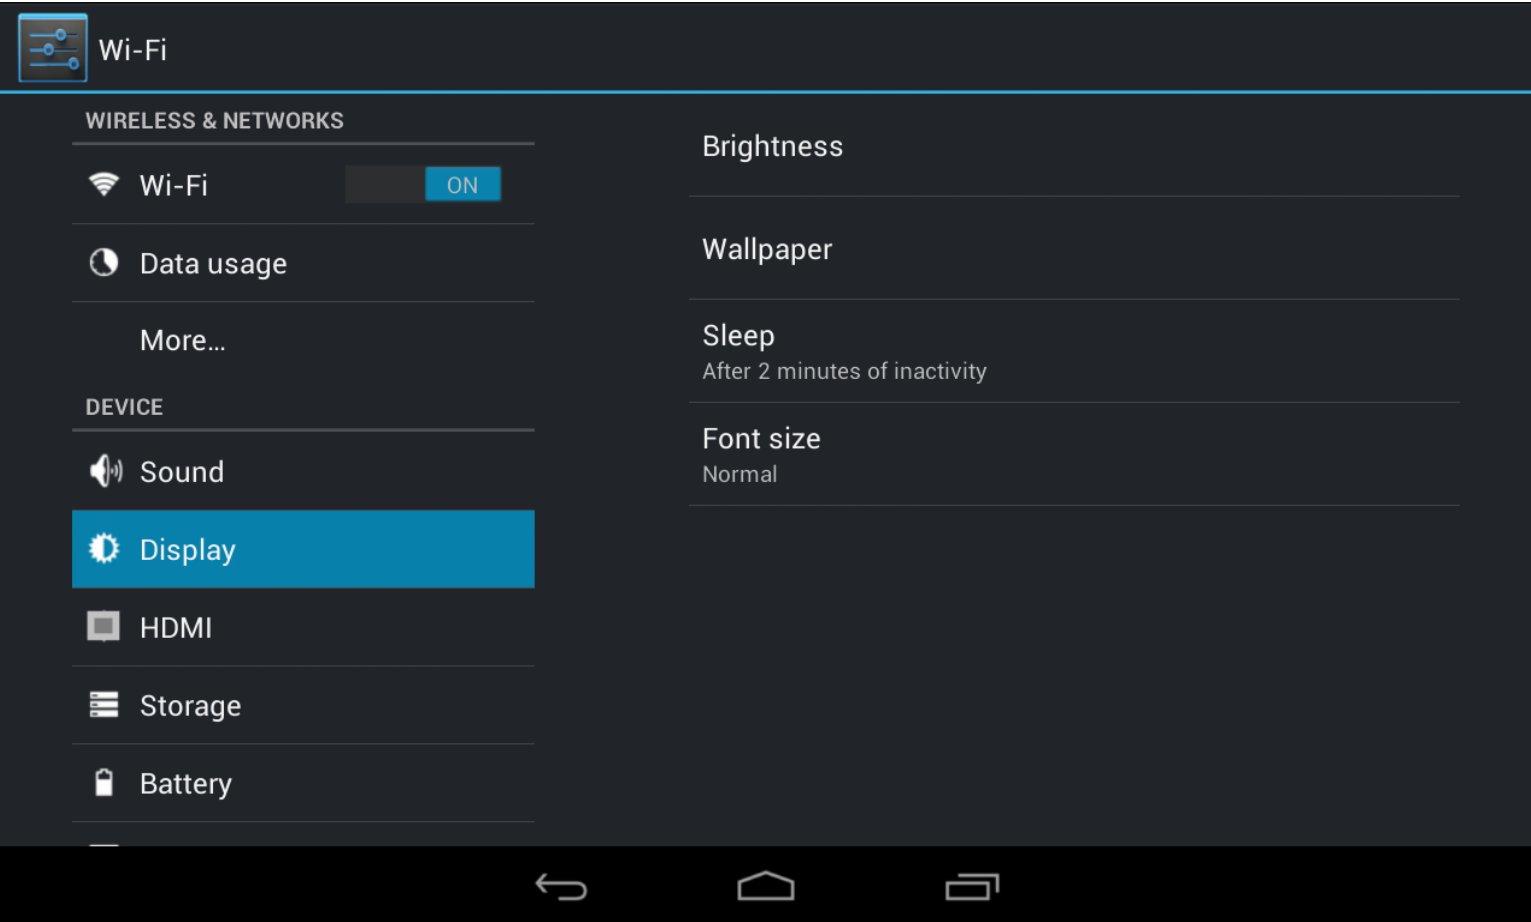 Wi-Fi
WIRELESS & NETWORKS
Wi-Fi ON
Data usage
More...
DEVICE
Sound
Display
HDMI
Storage
Battery
Brightness
Wallpaper
Sleep
After 2 minutes of inactivity
Font size
Normal